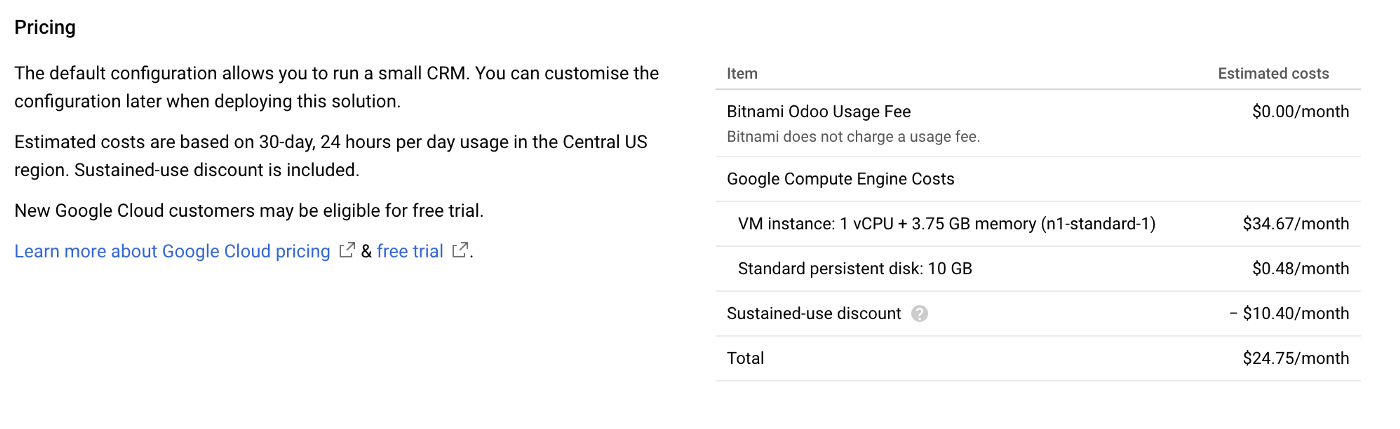 Pricing
The default configuration allows you to run a small CRM. You can customise the
configuration later when deploying this solution.
Estimated costs are based on 30-day, 24 hours per day usage in the Central US
region. Sustained-use discount is included.
New Google Cloud customers may be eligible for free trial.
Learn more about Google Cloud pricing & free trial.
Item Estimated costs
Bitnami Odoo Usage Fee $0.00/month
Bitnami does not charge a usage fee.
Google Compute Engine Costs
VM instance: 1 vCPU + 3.75 GB memory (n1-standard-1) $34.67/month
Standard persistent disk: 10 GB $0.48/month
Sustained-use discount ? − $10.40/month
Total $24.75/month